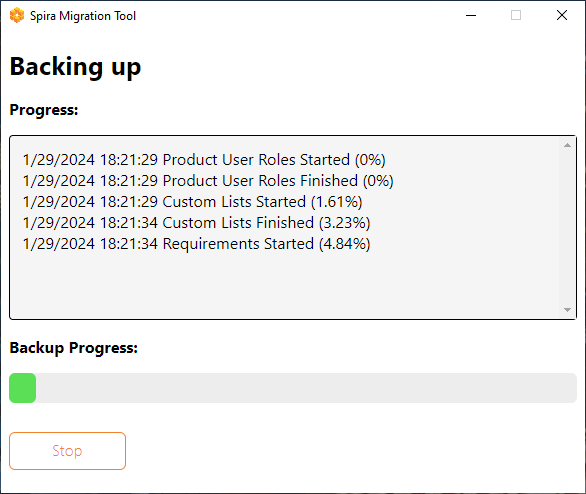 Spira Migration Tool
Backing up
Progress:
1/29/2024 18:21:29 Product User Roles Started (0%)
1/29/2024 18:21:29 Product User Roles Finished (0%)
1/29/2024 18:21:29 Custom Lists Started (1.61%)
1/29/2024 18:21:34 Custom Lists Finished (3.23%)
1/29/2024 18:21:34 Requirements Started (4.84%)
Backup Progress:
Stop